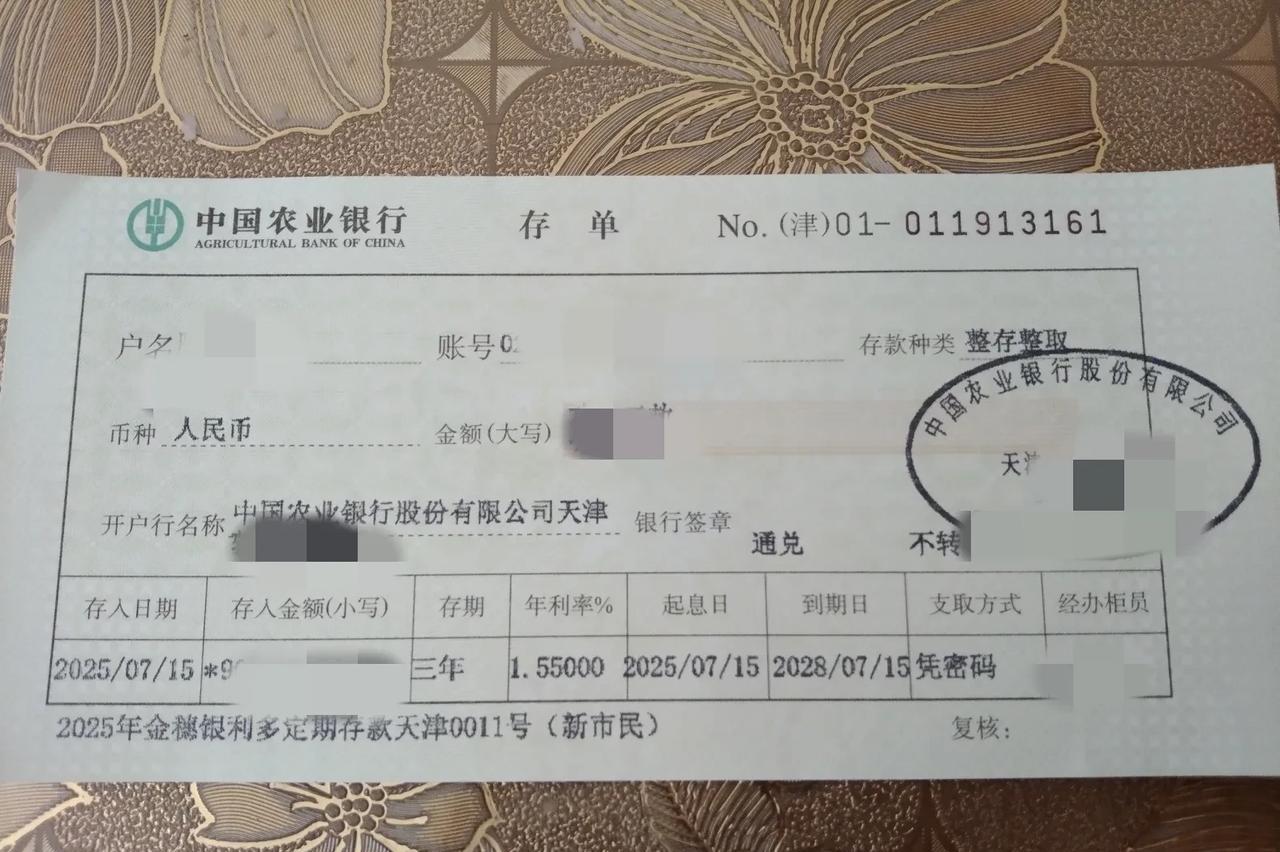 中国农业银行 存单 No.(津)01-011913161
AGRICULTURAL BANK OF CHINA
户名 账号 0 存款种类 整存整取
中国农业银行股份有限公司
天津
币种 人民币 金额(大写)
开户行名称 中国农业银行股份有限公司天津 银行签章 通兑 不转
存入日期 存入金额(小写) 存期 年利率% 起息日 到期日 支取方式 经办柜员
2025/07/15 *9 三年 1.55000 2025/07/15 2028/07/15 凭密码
2025年金穗银利多定期存款天津0011号（新市民） 复核: